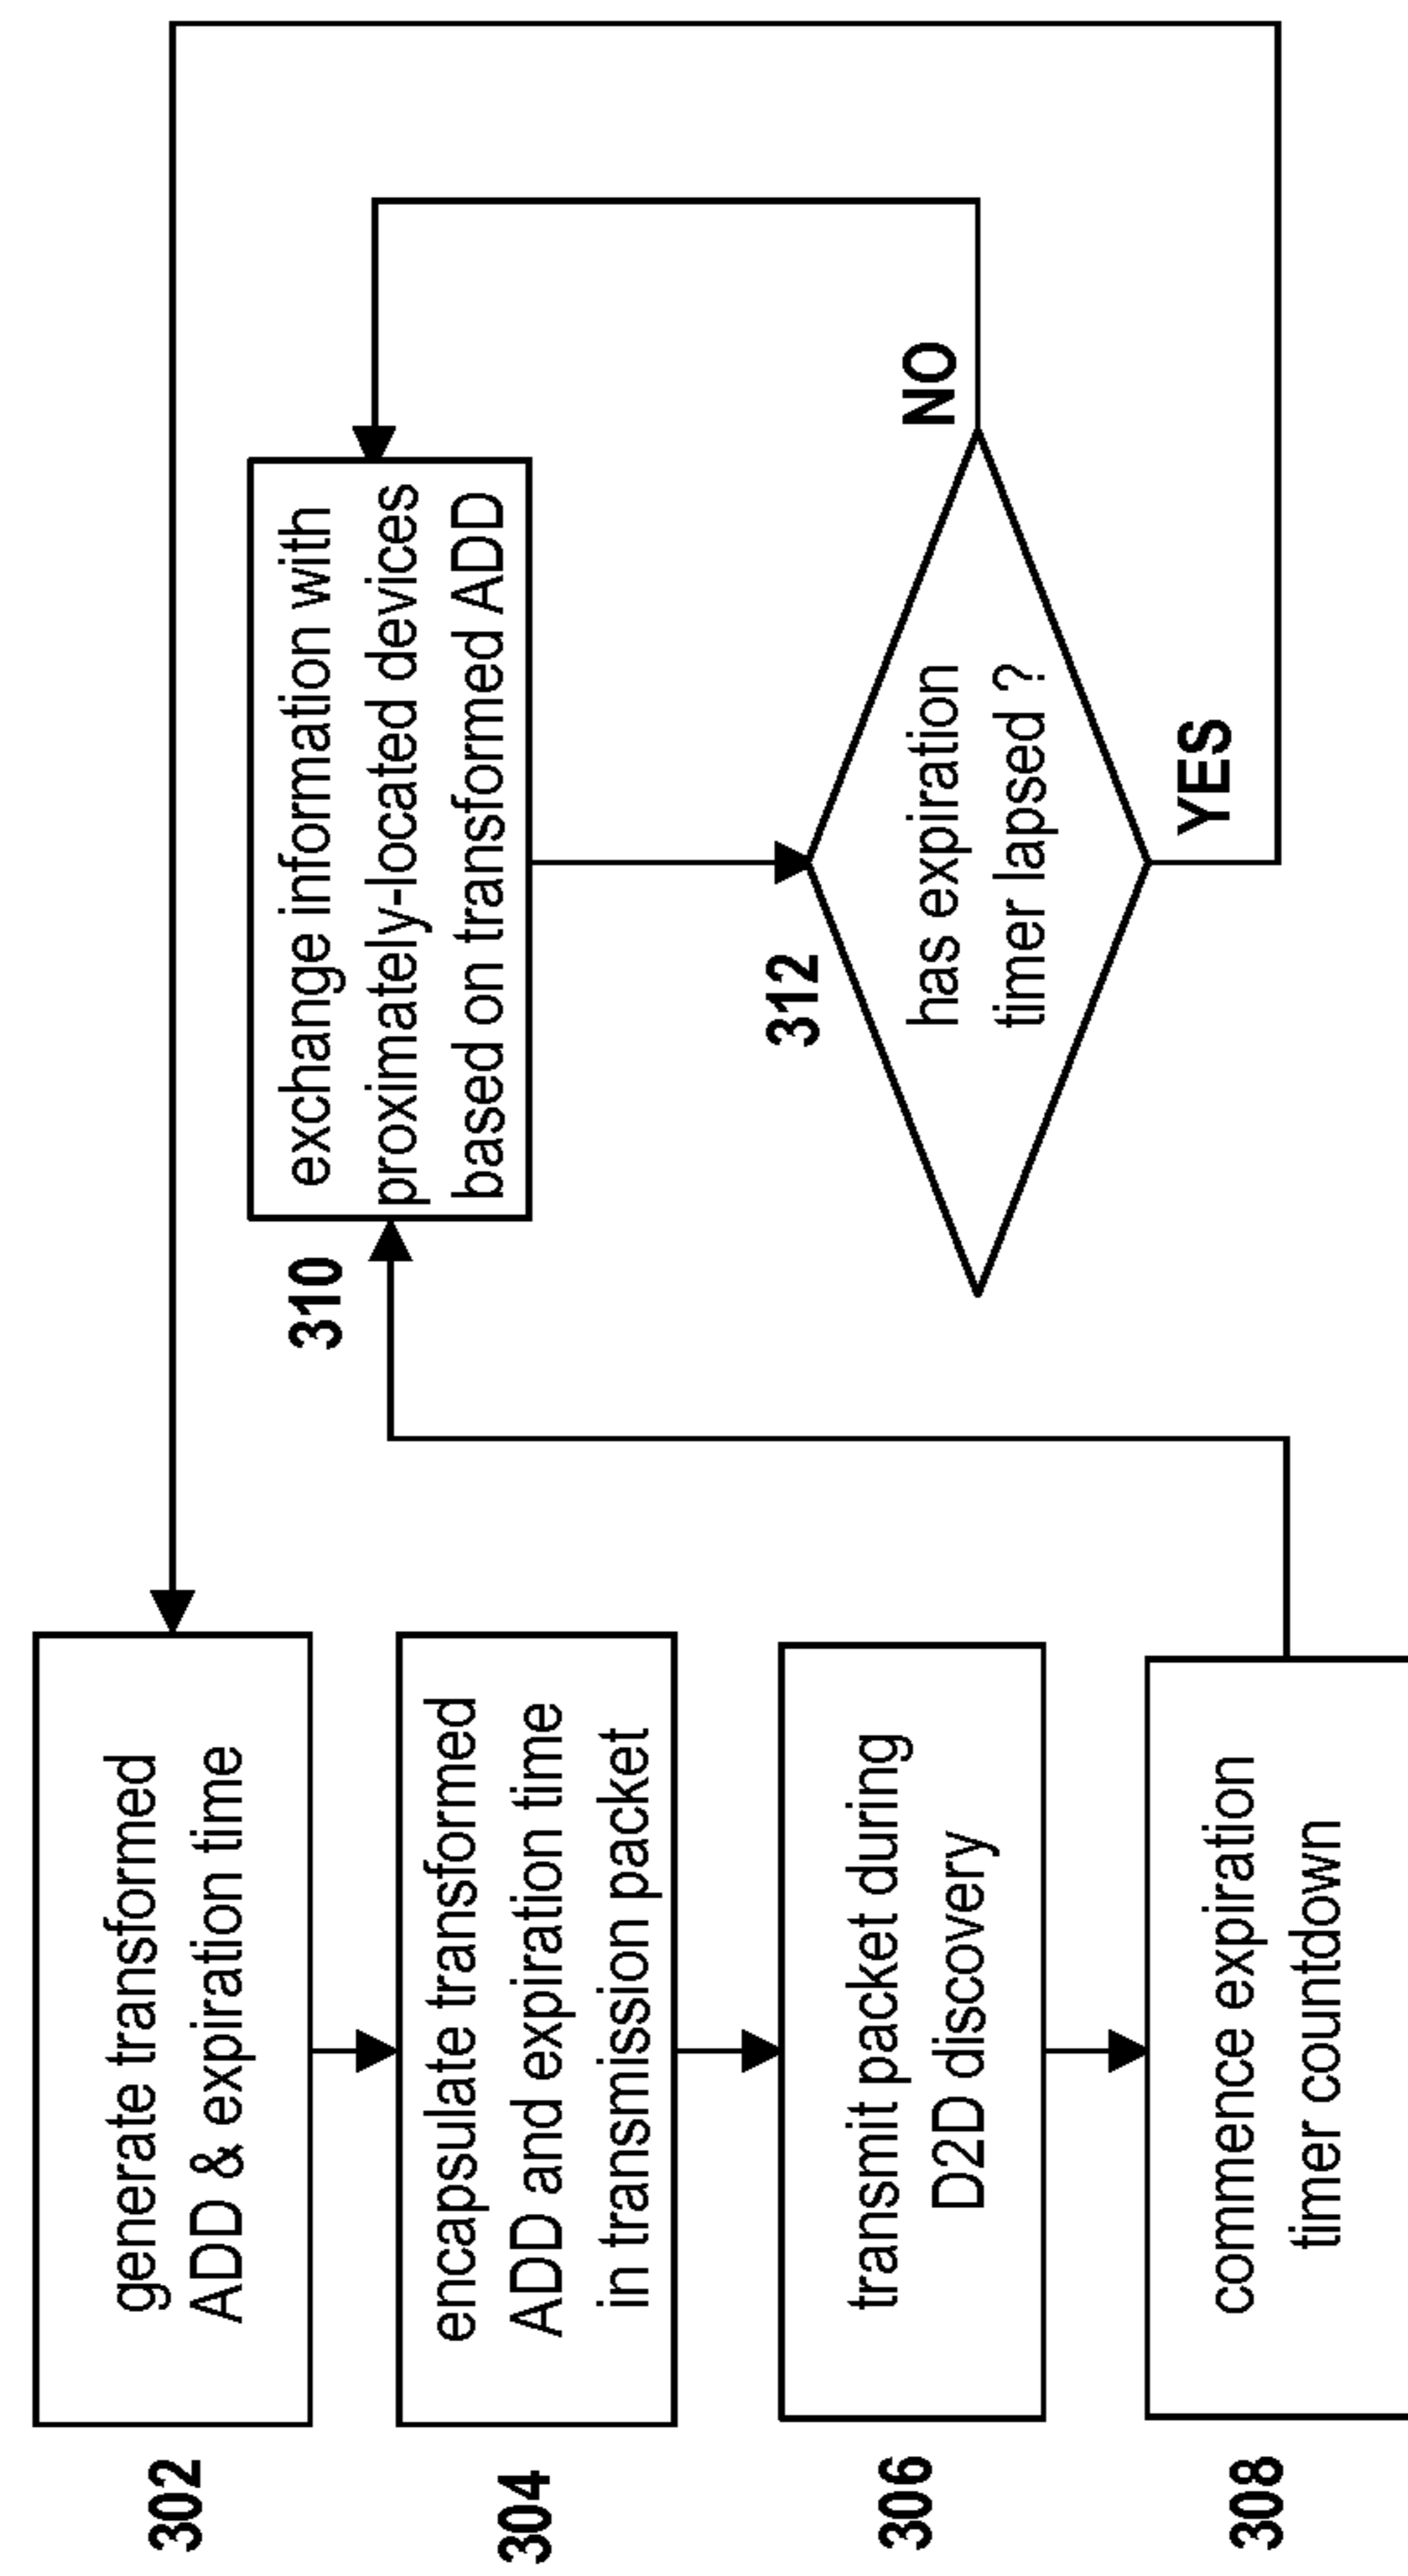 302
generate transformed
ADD & expiration time
304
encapsulate transformed
ADD and expiration time
in transmission packet
306
transmit packet during
D2D discovery
308
commence expiration
timer countdown
310
exchange information with
proximately-located devices
based on transformed ADD
312
has expiration
timer lapsed ?
NO
YES